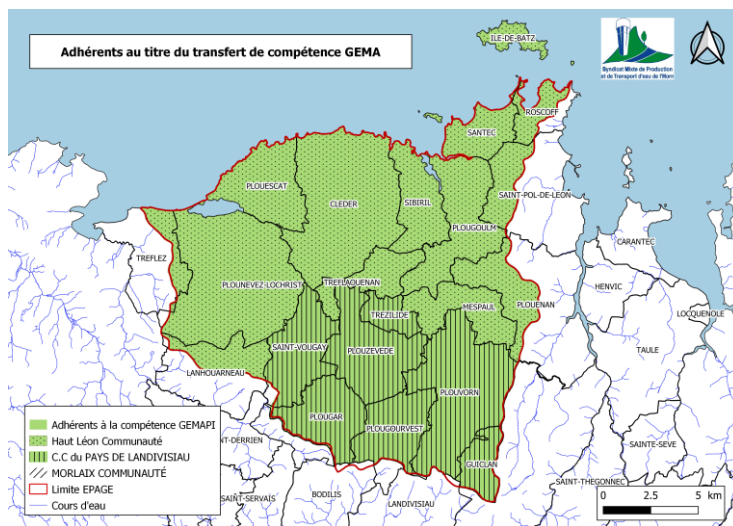 Adhérents au titre du transfert de compétence GEMA
Syndicat Mixte de Production
et de Transport d'eau de l'Horn
ILE-DE-BATZ
ROSCOFF
SANTEC
PLOUESCAT
CLEDER
SIBIRIL
SAINT-POL-DE-LEON
PLOUGOULM
CARANTEC
TREFLEZ
HENVIC
PLOUNEVEZ-LOCHRIST
TREFLAOUENAN
PLOUENAN
MESPAUL
LOCQUENOLE
TREZILIDE
SAINT-VOUGAY
PLOUZEVEDE
TAULE
LANHOUARNEAU
PLOUVORN
PLOUGAR
PLOUGOURVEST
NT-DERRIEN
SAINTE-SEVE
GUICLAN
SAINT-THEGONNEC
SAINT-SERVAIS
BODILIS
LANDIVISIAU
Adhérents à la compétence GEMAPI
Haut Léon Communauté
C.C du PAYS DE LANDIVISIAU
MORLAIX COMMUNAUTÉ
Limite EPAGE
Cours d'eau
0 2.5 5 km